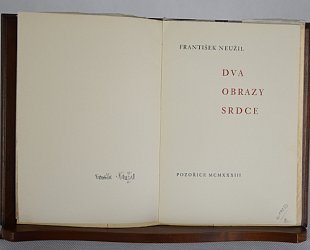 FRANTIŠEK NEUŽIL
DVA
OBRAZY
SRDCE
POZOŘICE MCMXXXIII